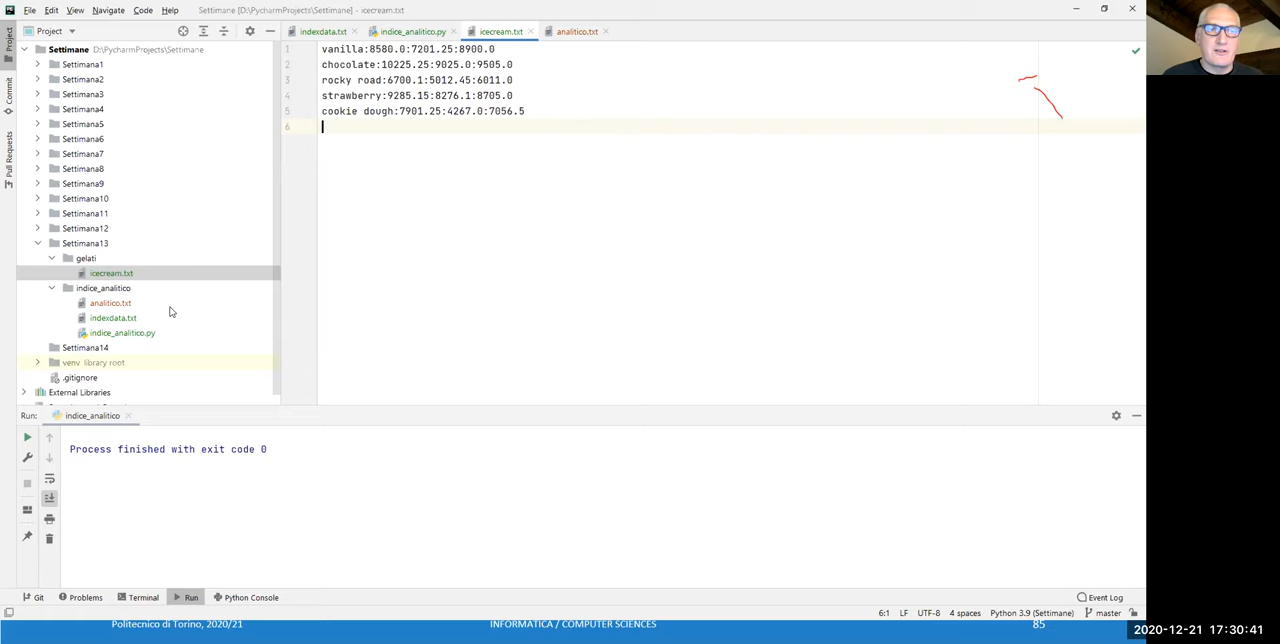 File Edit View Navigate Code Help Settimane [D:\PycharmProjects\Settimane] - icecream.txt
Project
indexdata.txt indice_analitico.py icecream.txt analitico.txt
Project
Commit
Pull Requests
Settimane D:\PycharmProjects\Settimane
Settimana1
Settimana2
Settimana3
Settimana4
Settimana5
Settimana6
Settimana7
Settimana8
Settimana9
Settimana10
Settimana11
Settimana12
Settimana13
gelati
icecream.txt
indice_analitico
analitico.txt
indexdata.txt
indice_analitico.py
Settimana14
venv library root
.gitignore
External Libraries
1 vanilla:8580.0:7201.25:8900.0
2 chocolate:10225.25:9025.0:9505.0
3 rocky road:6700.1:5012.45:6011.0
4 strawberry:9285.15:8276.1:8705.0
5 cookie dough:7901.25:4267.0:7056.5
6
Run: indice_analitico
Process finished with exit code 0
Git Problems Terminal Run Python Console Event Log
6:1 LF UTF-8 4 spaces Python 3.9 (Settimane) master
Politecnico di Torino, 2020/21 INFORMATICA / COMPUTER SCIENCES 85
2020-12-21 17:30:41